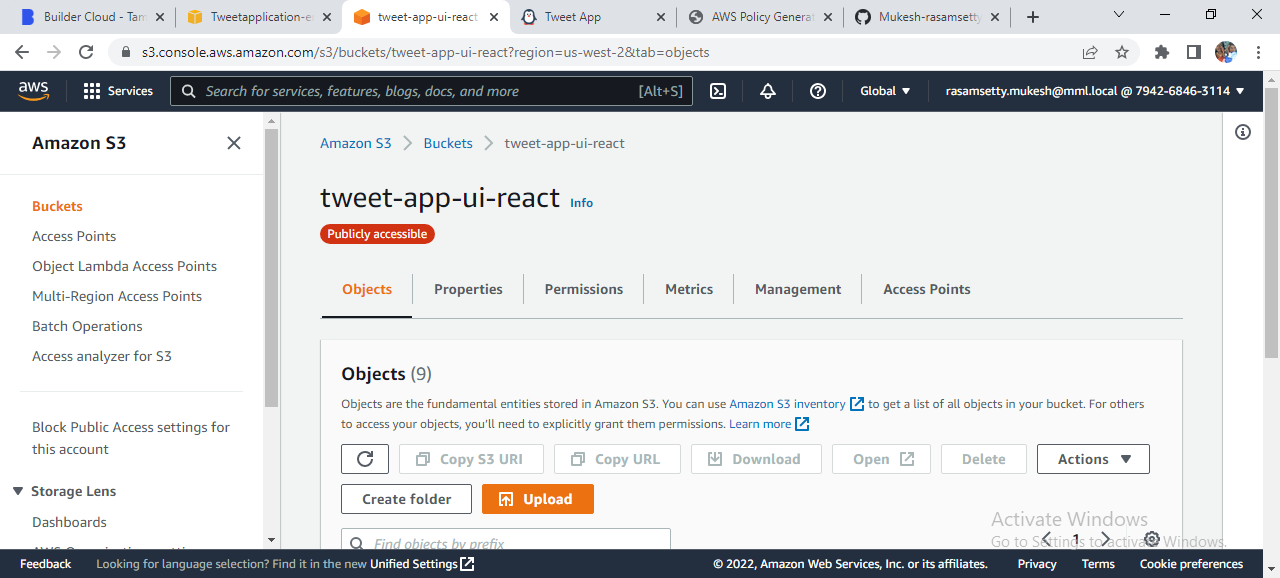 Builder Cloud - Tam
Tweetapplication-e
tweet-app-ui-react
Tweet App
AWS Policy Generat
Mukesh-rasamsetty
s3.console.aws.amazon.com/s3/buckets/tweet-app-ui-react?region=us-west-2&tab=objects
aws
Services
Search for services, features, blogs, docs, and more
[Alt+S]
Global
rasamsetty.mukesh@mml.local @ 7942-6846-3114
Amazon S3
Buckets
Access Points
Object Lambda Access Points
Multi-Region Access Points
Batch Operations
Access analyzer for S3
Block Public Access settings for
this account
Storage Lens
Dashboards
Amazon S3
Buckets
tweet-app-ui-react
tweet-app-ui-react Info
Publicly accessible
Objects
Properties
Permissions
Metrics
Management
Access Points
Objects (9)
Objects are the fundamental entities stored in Amazon S3. You can use Amazon S3 inventory to get a list of all objects in your bucket. For others
to access your objects, you'll need to explicitly grant them permissions. Learn more
Copy S3 URI
Copy URL
Download
Open
Delete
Actions
Create folder
Upload
Find objects by prefix
1
Activate Windows
Go to Settings to activate Windows.
Feedback
Looking for language selection? Find it in the new Unified Settings
© 2022, Amazon Web Services, Inc. or its affiliates.
Privacy
Terms
Cookie preferences